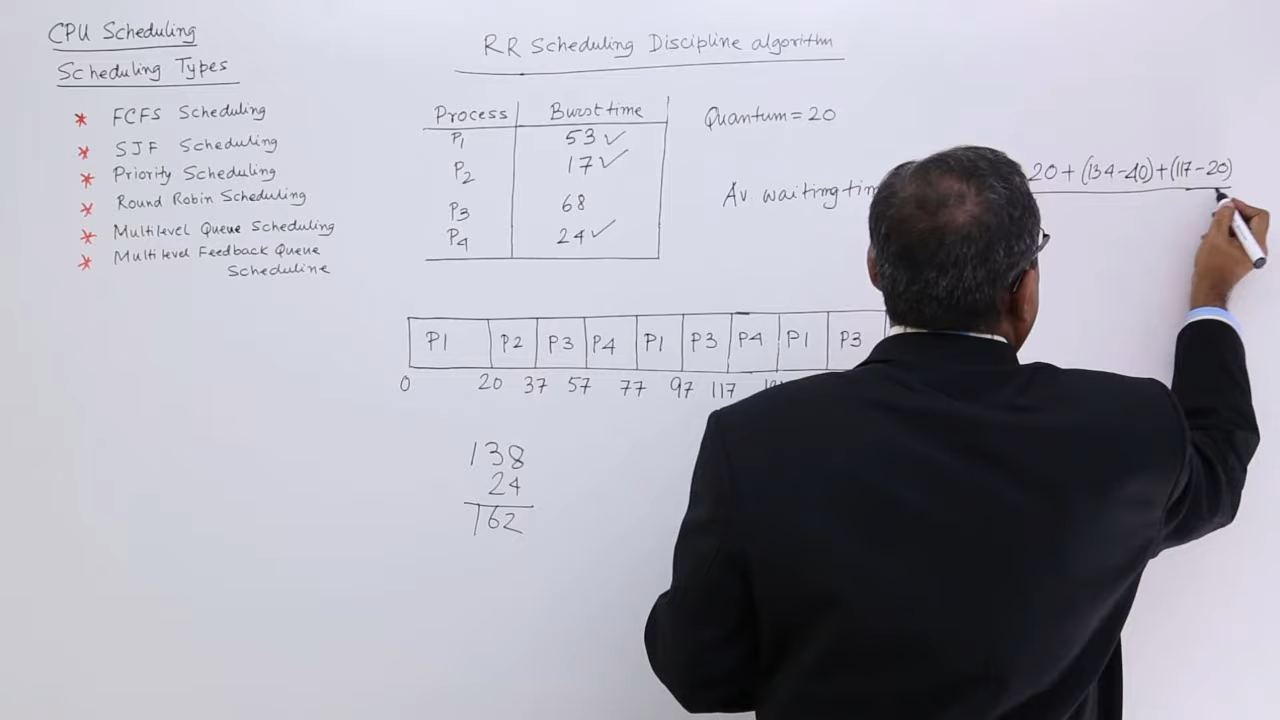 CPU Scheduling
Scheduling Types
* FCFS Scheduling
* SJF Scheduling
* Priority Scheduling
* Round Robin Scheduling
* Multilevel Queue Scheduling
* Multilevel Feedback Queue
Scheduline
RR Scheduling Discipline algorithm
Process Burst time
P1 53 ✓
P2 17 ✓
P3 68
P4 24 ✓
Quantum = 20
Av. waiting
20 + (134-40) + (117-20)
P1 P2 P3 P4 P1 P3 P4 P1 P3
0 20 37 57 77 97 117
138
24
162